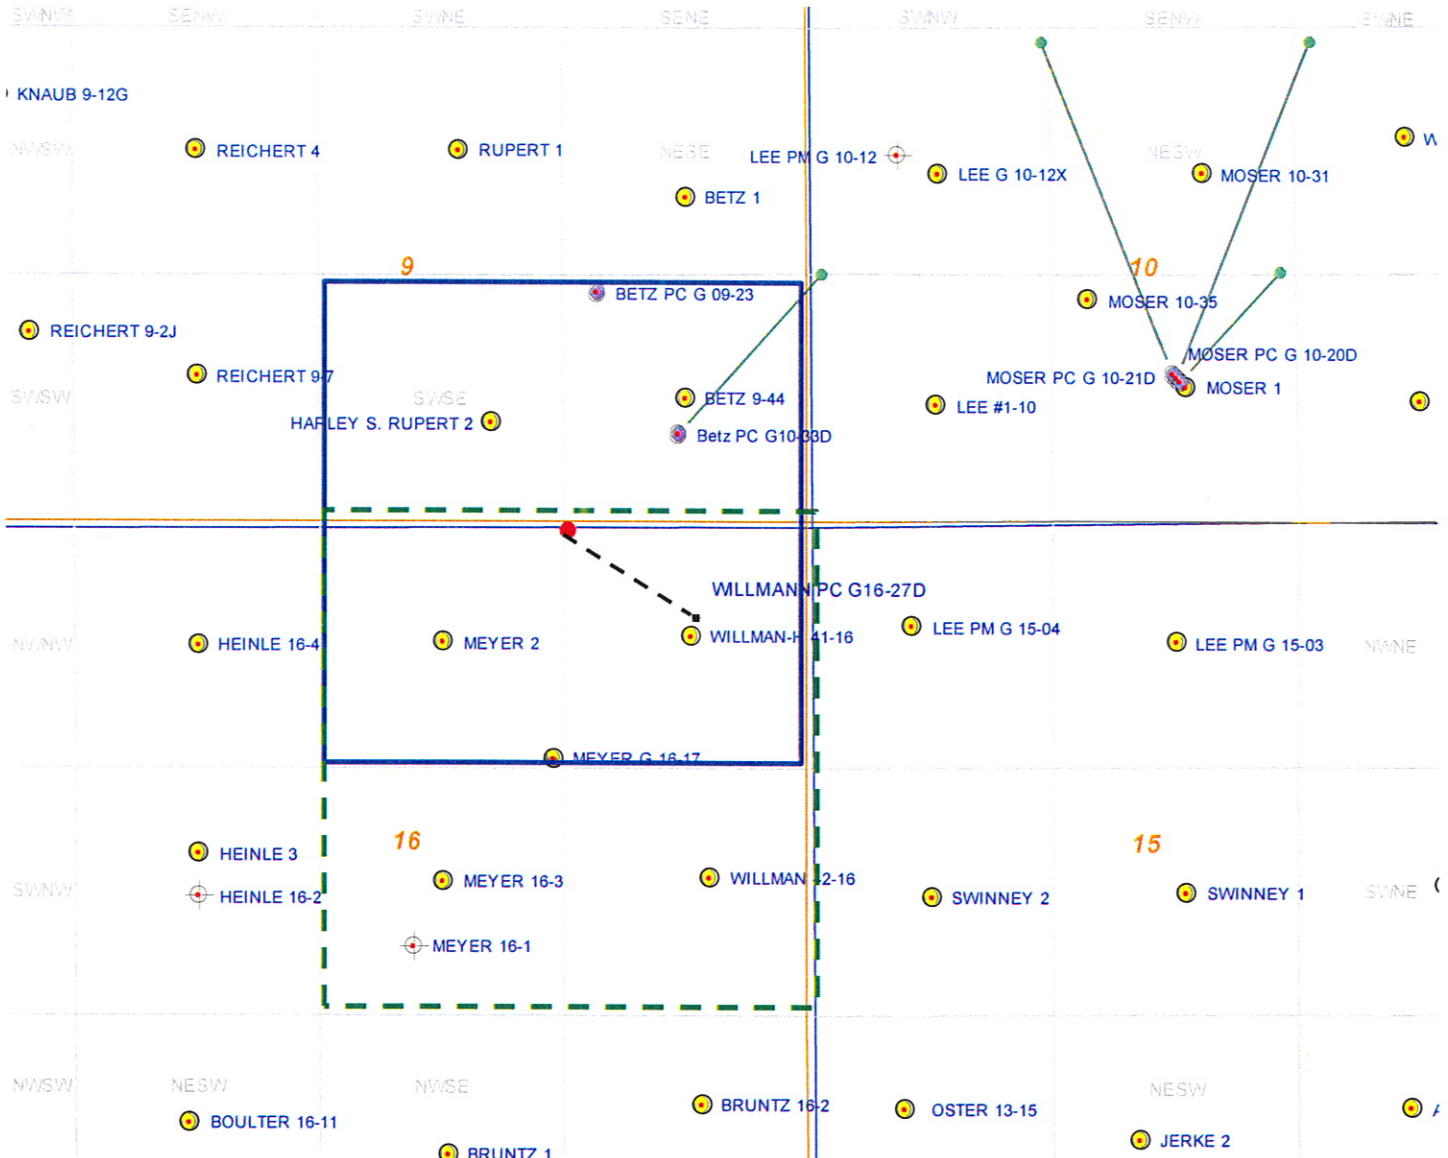 SWNW SENW SWNE SENE SWNW SENW SWNE
KNAUB 9-12G
NWSW REICHERT 4 RUPERT 1 NESE LEE PM G 10-12 LEE G 10-12X NESW MOSER 10-31
BETZ 1
9 10
BETZ PC G 09-23 MOSER 10-35
REICHERT 9-2J
MOSER PC G 10-20D
REICHERT 9-7 MOSER PC G 10-21D MOSER 1
SWSW SWSE BETZ 9-44 LEE #1-10
HARLEY S. RUPERT 2 Betz PC G10-33D
WILLMANN PC G16-27D
NWNW HEINLE 16-4 MEYER 2 WILLMAN-H 41-16 LEE PM G 15-04 LEE PM G 15-03 NWNE
MEYER G 16-17
16 15
HEINLE 3
SWNW HEINLE 16-2 MEYER 16-3 WILLMAN 42-16 SWINNEY 2 SWINNEY 1 SWNE
MEYER 16-1
NWSW NESW NWSE NESW
BOULTER 16-11 BRUNTZ 16-2 OSTER 13-15
BRUNTZ 1 JERKE 2